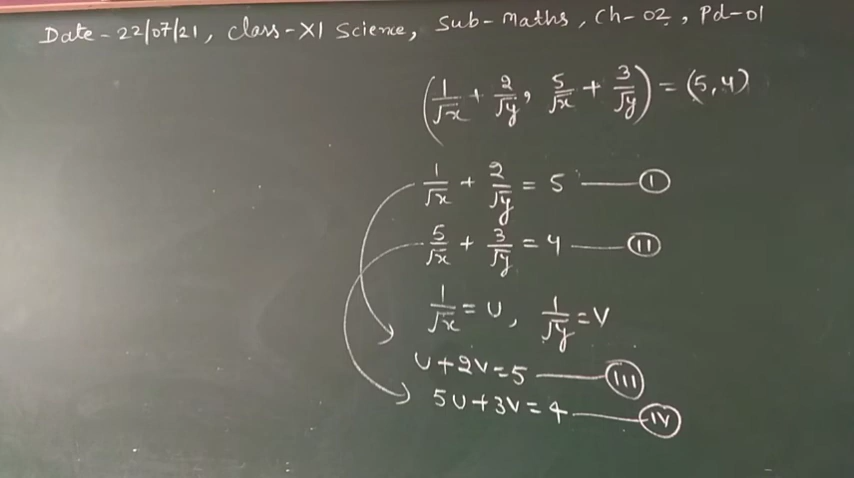 Date - 22/07/21, Class - XI Science, Sub - Maths, Ch - 02, Pd - 01
(1/√x + 2/√y, 5/√x + 3/√y) = (5, 4)
1/√x + 2/√y = 5 — I
5/√x + 3/√y = 4 — II
1/√x = U, 1/√y = V
U + 2V = 5 — III
5U + 3V = 4 — IV